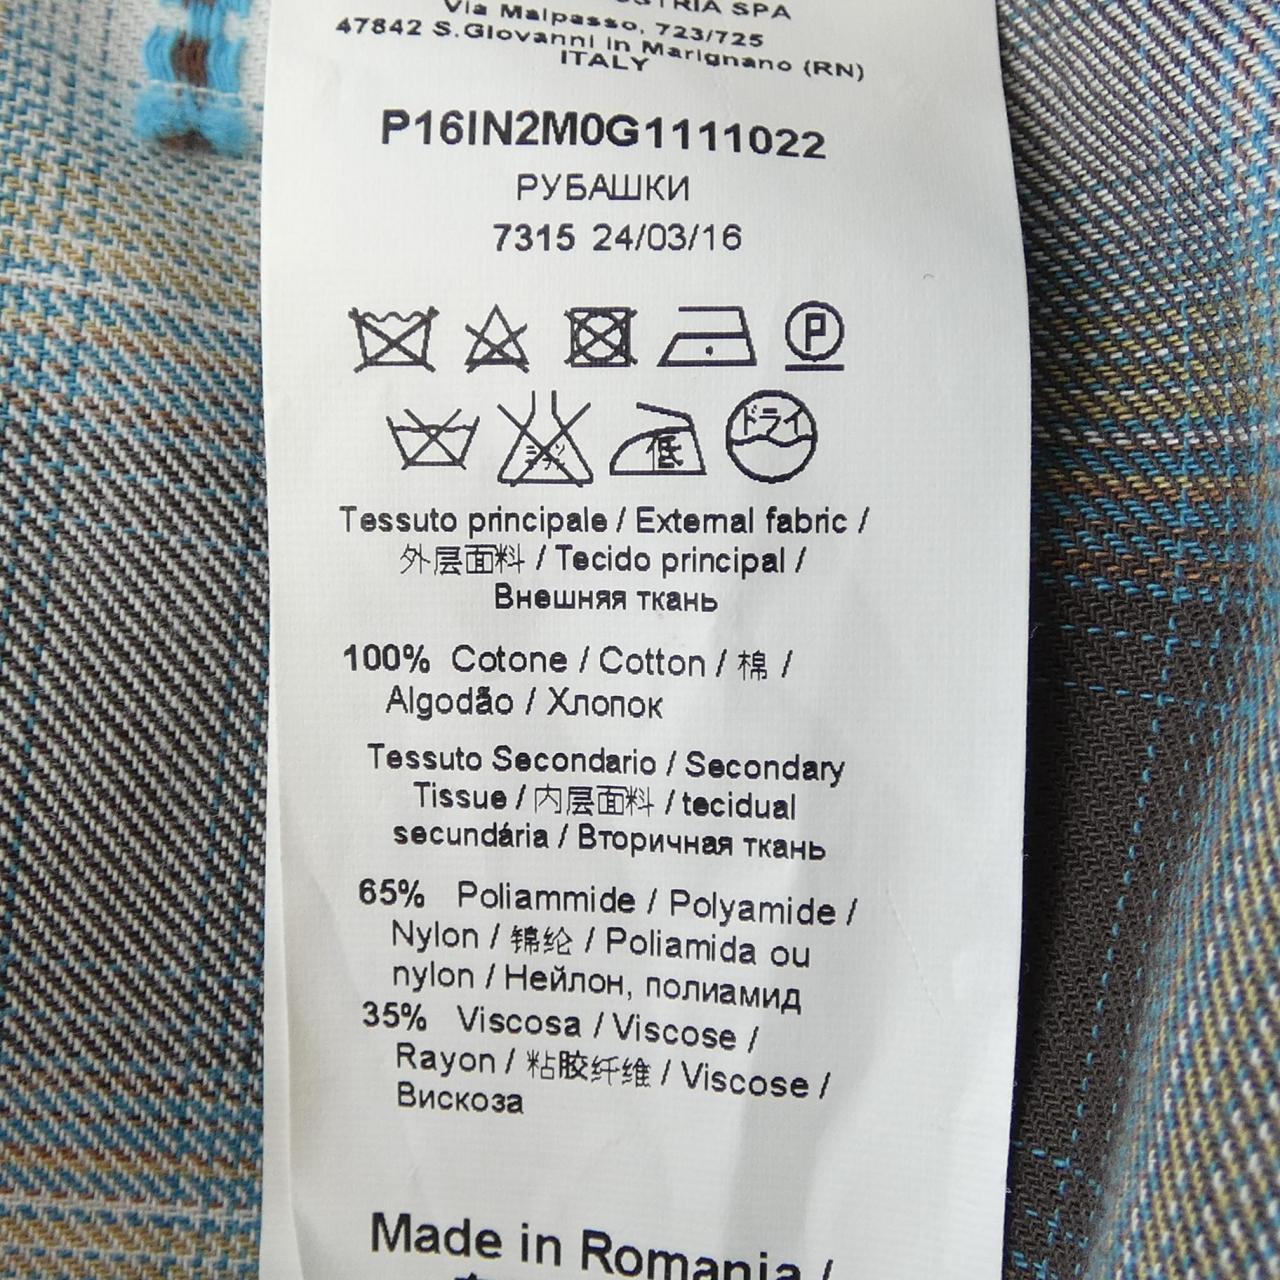 SPA
Via Malpasso, 723/725
47842 S.Giovanni in Marignano (RN)
ITALY
P16IN2M0G1111022
РУБАШКИ
7315 24/03/16
P
ドライ
低
Tessuto principale / External fabric /
外层面料 / Tecido principal /
Внешняя ткань
100% Cotone / Cotton / 棉 /
Algodão / Хлопок
Tessuto Secondario / Secondary
Tissue / 内层面料 / tecidual
secundária / Вторичная ткань
65% Poliammide / Polyamide /
Nylon / 锦纶 / Poliamida ou
nylon / Нейлон, полиамид
35% Viscosa / Viscose /
Rayon / 粘胶纤维 / Viscose /
Вискоза
Made in Romania /